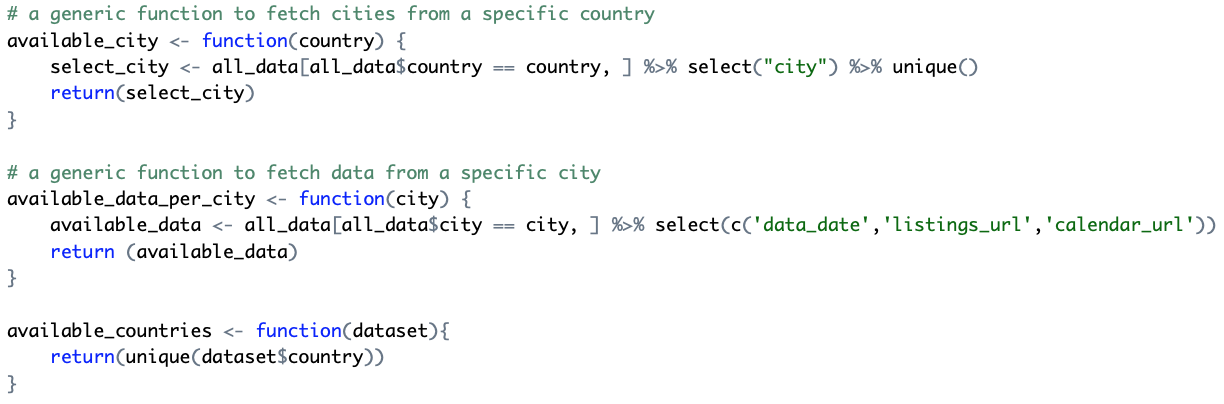 # a generic function to fetch cities from a specific country
available_city <- function(country) {
    select_city <- all_data[all_data$country == country, ] %>% select("city") %>% unique()
    return(select_city)
}

# a generic function to fetch data from a specific city
available_data_per_city <- function(city) {
    available_data <- all_data[all_data$city == city, ] %>% select(c('data_date','listings_url','calendar_url'))
    return (available_data)
}

available_countries <- function(dataset){
    return(unique(dataset$country))
}